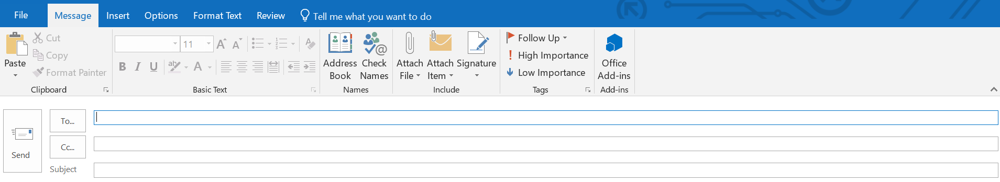 File Message Insert Options Format Text Review Tell me what you want to do
Paste
Cut
Copy
Format Painter
Clipboard
11
A A
B I U ab A
Basic Text
Address Book
Check Names
Names
Attach File
Attach Item
Signature
Include
Follow Up
High Importance
Low Importance
Tags
Office Add-ins
Add-ins
Send
To...
Cc...
Subject